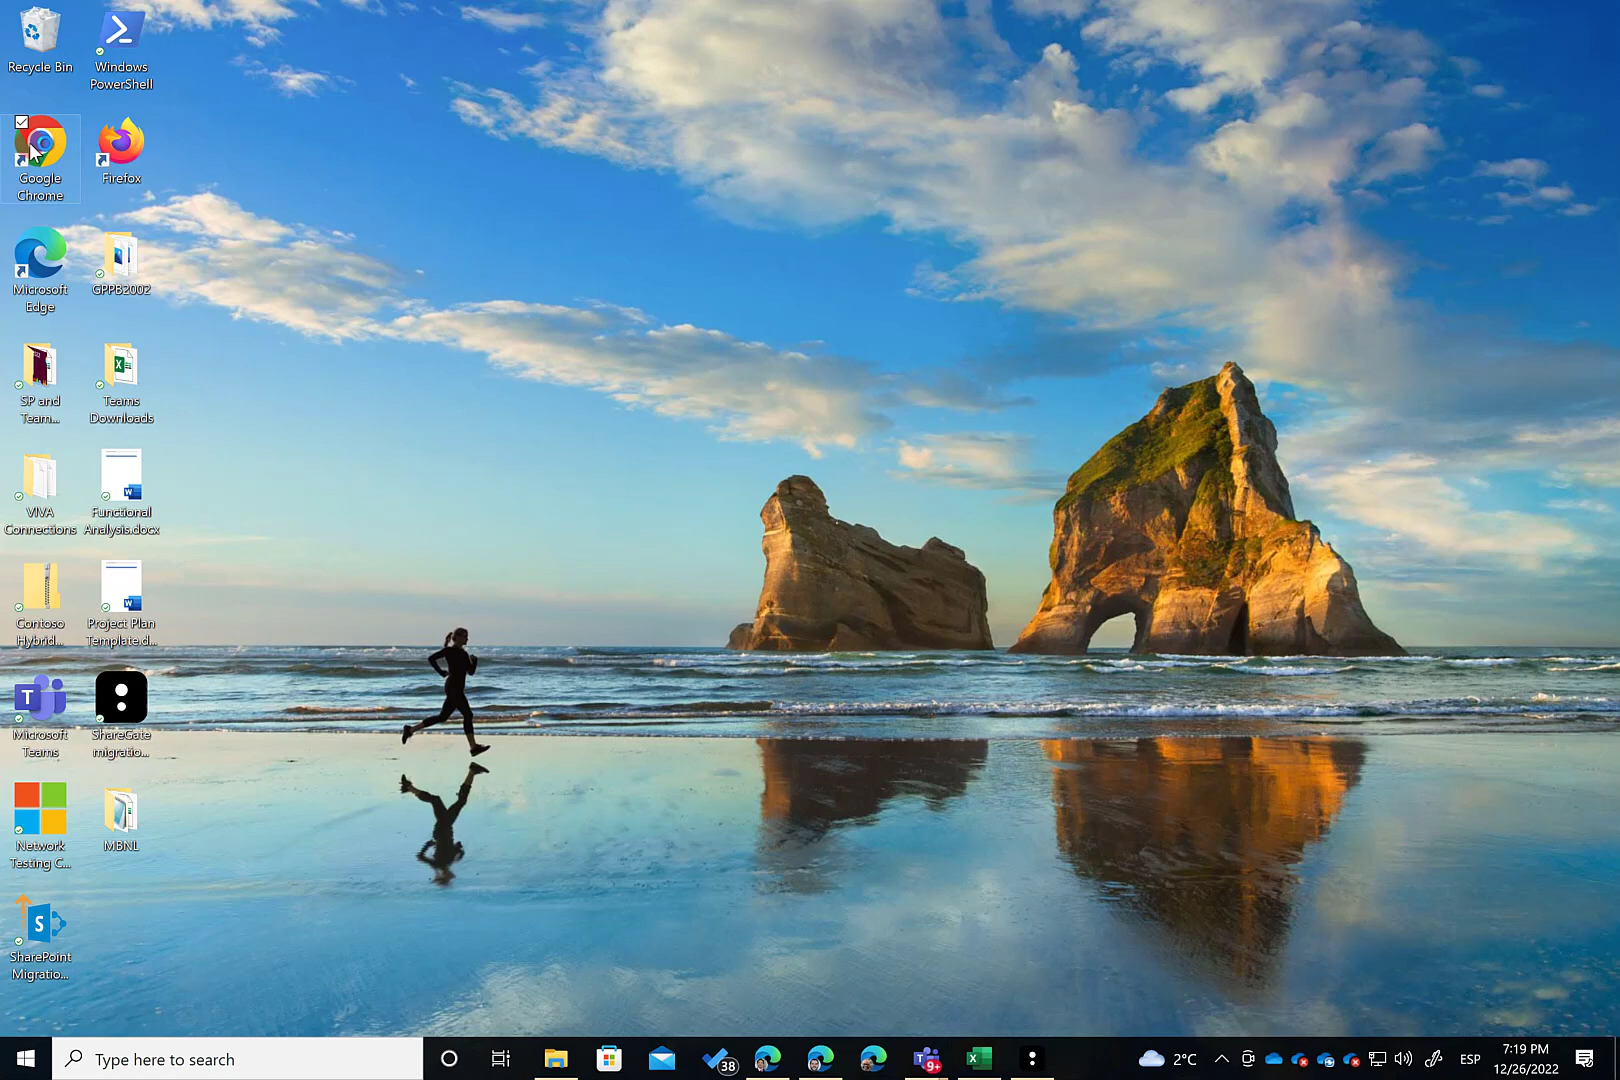 Recycle Bin
Windows
PowerShell
Google
Chrome
Firefox
Microsoft
Edge
GPPB2002
SP and
Team...
Teams
Downloads
VIVA
Connections
Functional
Analysis.docx
Contoso
Hybrid...
Project Plan
Template.d...
Microsoft
Teams
ShareGate
migratio...
Network
Testing C...
MBNL
SharePoint
Migratio...
Type here to search
38
9+
2°C
ESP
7:19 PM
12/26/2022